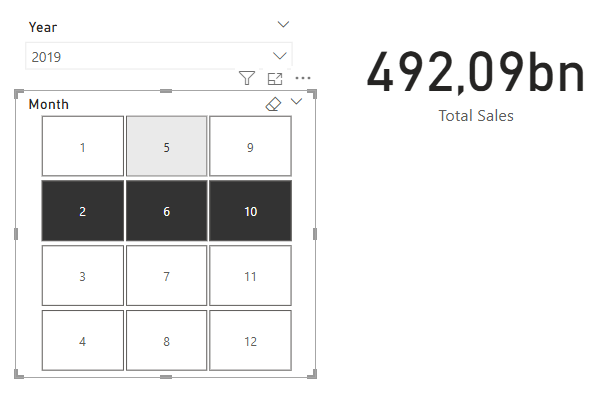 Year
2019
Month
1 5 9
2 6 10
3 7 11
4 8 12
492,09bn
Total Sales